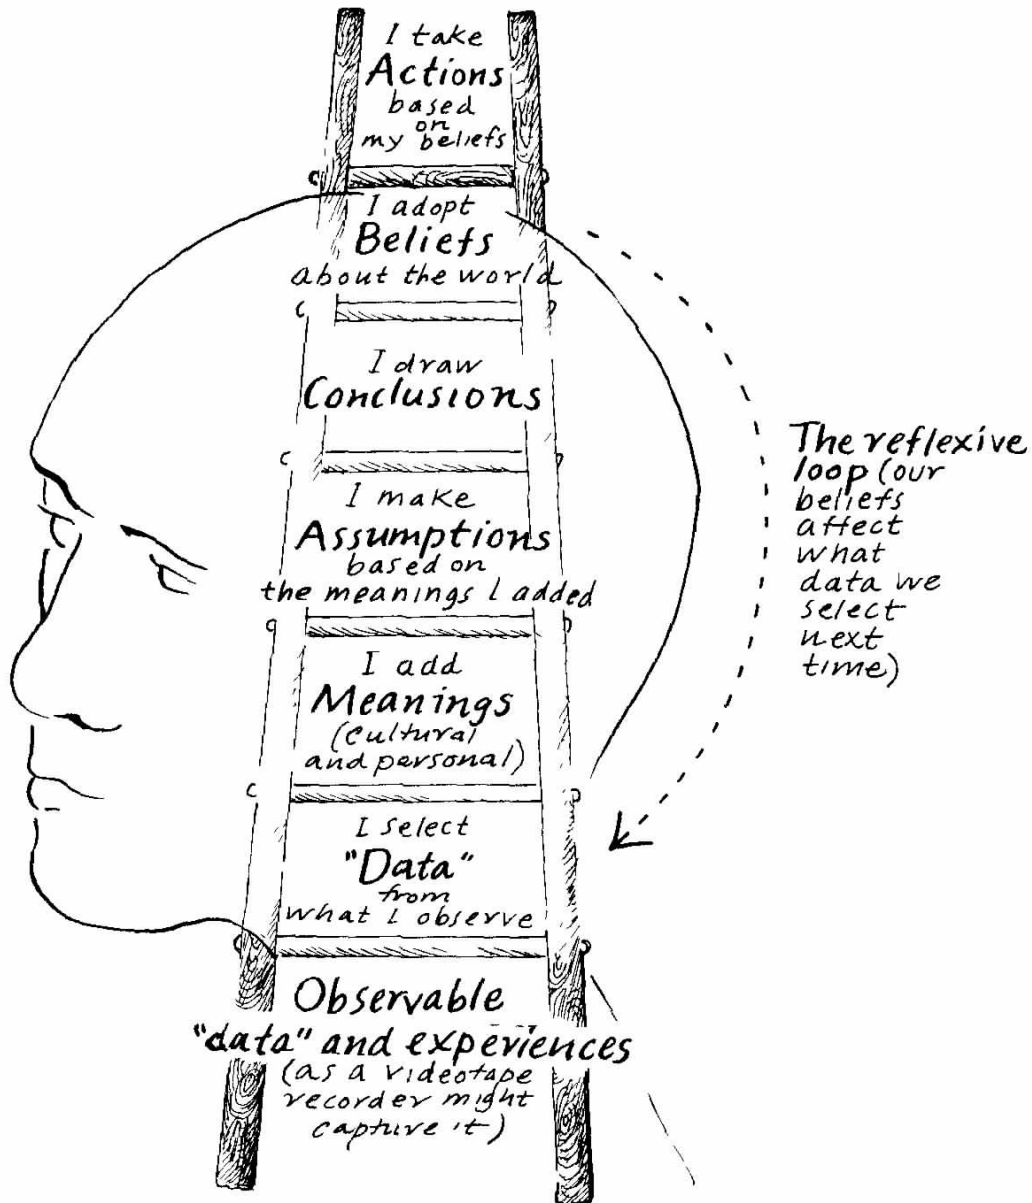 I take
Actions
based
on
my beliefs
I adopt
Beliefs
about the world
I draw
Conclusions
I make
Assumptions
based on
the meanings I added
I add
Meanings
(cultural
and personal)
I select
"Data"
from
what I observe
Observable
"data" and experiences
(as a videotape
recorder might
capture it)
The reflexive
loop (our
beliefs
affect
what
data we
select
next
time)